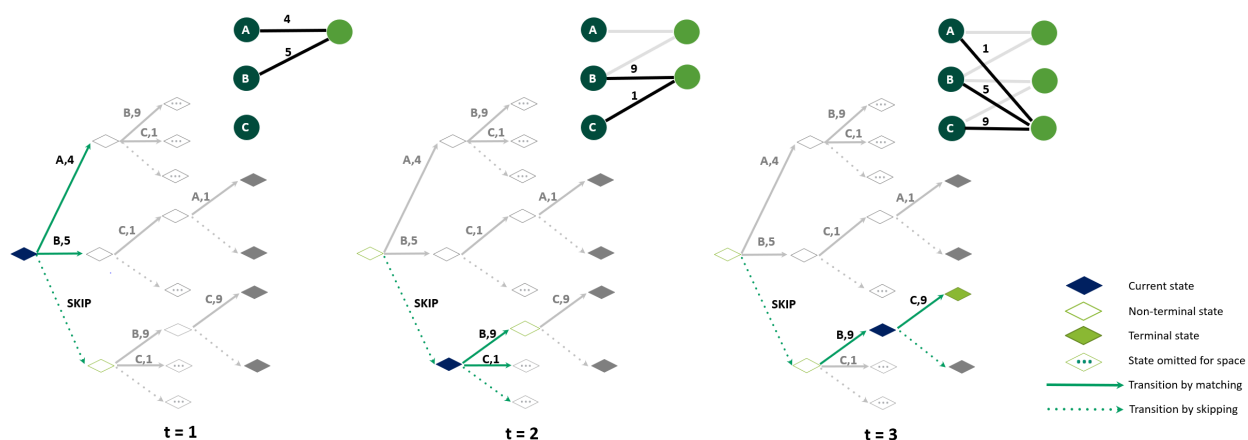 A
4
5
B
C
B,9
C,1
A,4
A,1
C,1
B,5
SKIP
C,9
B,9
C,1
t = 1
A
9
B
1
C
B,9
C,1
A,4
A,1
C,1
B,5
SKIP
C,9
B,9
C,1
t = 2
A
1
B
5
9
C
B,9
C,1
A,4
A,1
C,1
B,5
SKIP
C,9
B,9
C,1
t = 3
Current state
Non-terminal state
Terminal state
State omitted for space
Transition by matching
Transition by skipping